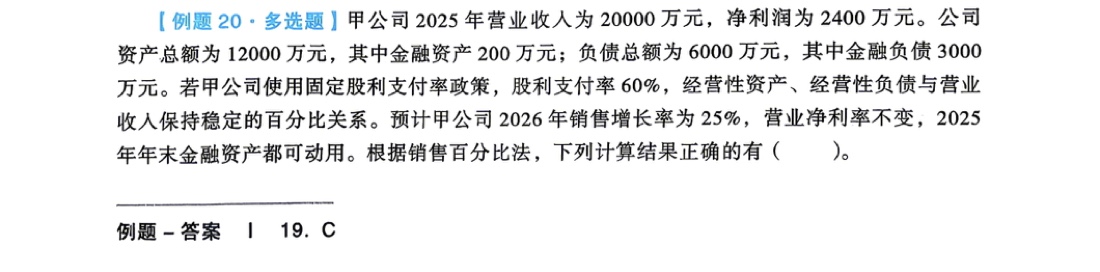 【例题 20·多选题】甲公司 2025 年营业收入为 20000 万元，净利润为 2400 万元。公司
资产总额为 12000 万元，其中金融资产 200 万元；负债总额为 6000 万元，其中金融负债 3000
万元。若甲公司使用固定股利支付率政策，股利支付率 60%，经营性资产、经营性负债与营业
收入保持稳定的百分比关系。预计甲公司 2026 年销售增长率为 25%，营业净利率不变，2025
年年末金融资产都可动用。根据销售百分比法，下列计算结果正确的有（　　）。
例题－答案 | 19. C